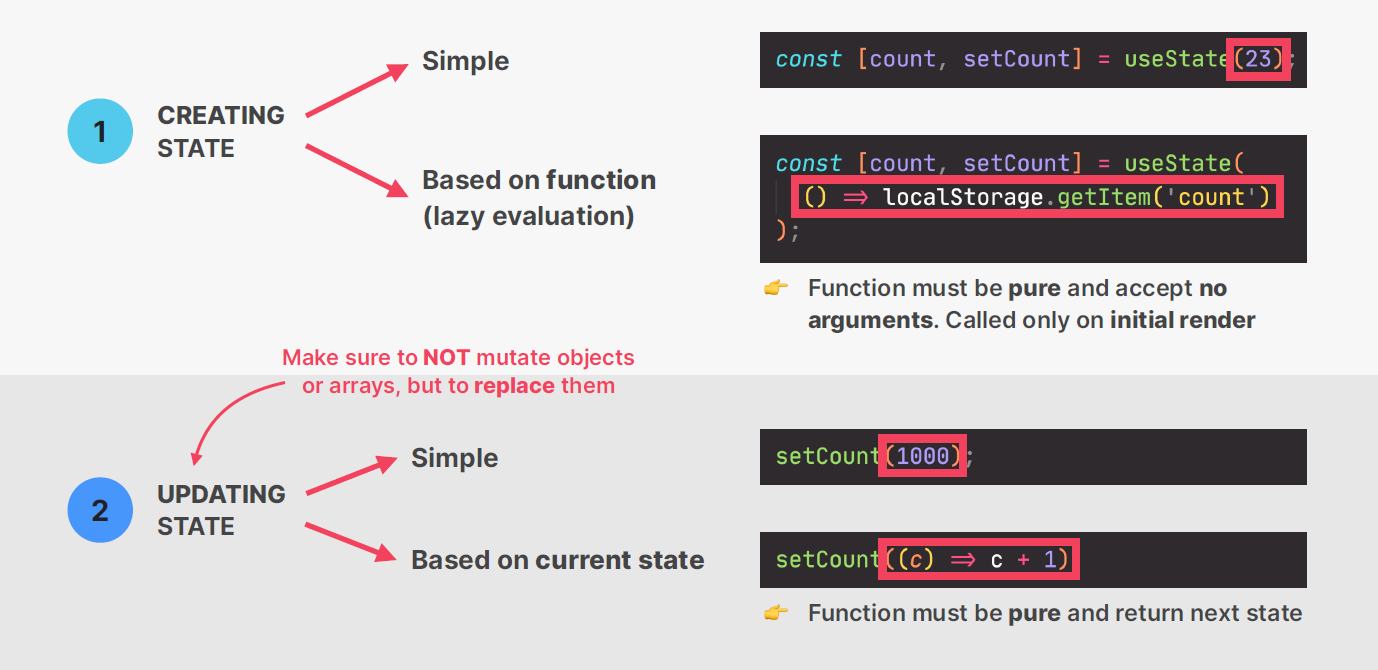 1
CREATING
STATE
Simple
const [count, setCount] = useState(23);
Based on function
(lazy evaluation)
const [count, setCount] = useState(
() => localStorage.getItem('count')
);
👉 Function must be pure and accept no
arguments. Called only on initial render
Make sure to NOT mutate objects
or arrays, but to replace them
2
UPDATING
STATE
Simple
setCount(1000);
Based on current state
setCount((c) => c + 1)
👉 Function must be pure and return next state